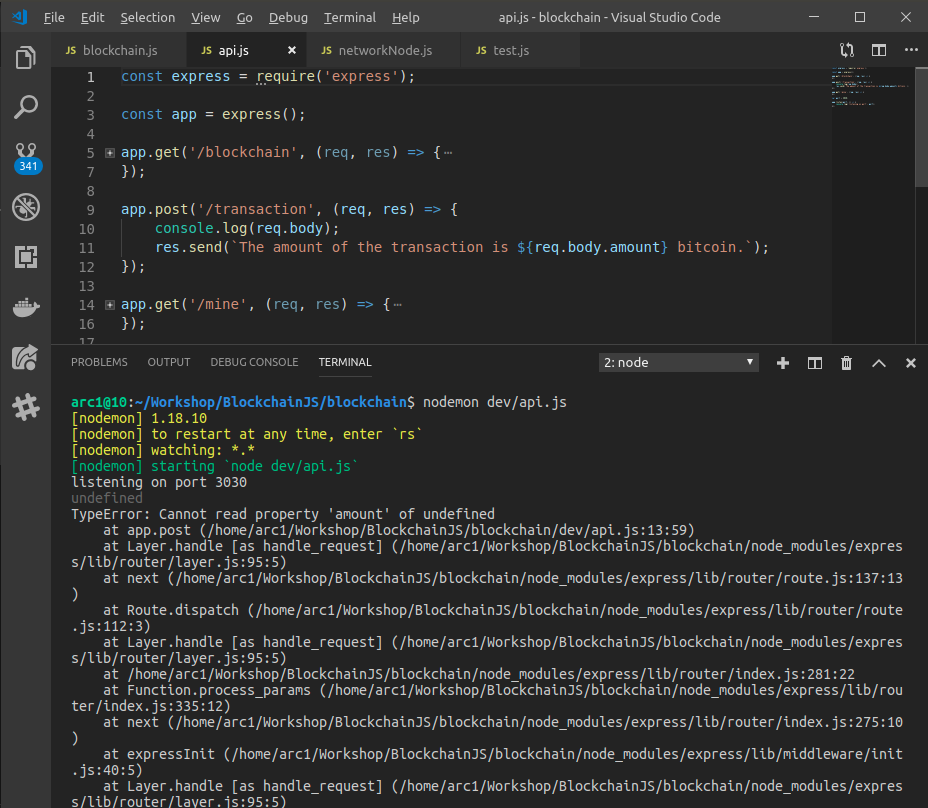 File Edit Selection View Go Debug Terminal Help api.js - blockchain - Visual Studio Code
JS blockchain.js JS api.js JS networkNode.js JS test.js
341
1 const express = require('express');
2
3 const app = express();
4
5 app.get('/blockchain', (req, res) => {⋯
7 });
8
9 app.post('/transaction', (req, res) => {
10 console.log(req.body);
11 res.send(`The amount of the transaction is ${req.body.amount} bitcoin.`);
12 });
13
14 app.get('/mine', (req, res) => {⋯
16 });
17
PROBLEMS OUTPUT DEBUG CONSOLE TERMINAL 2: node
arc1@10:~/Workshop/BlockchainJS/blockchain$ nodemon dev/api.js
[nodemon] 1.18.10
[nodemon] to restart at any time, enter `rs`
[nodemon] watching: *.*
[nodemon] starting `node dev/api.js`
listening on port 3030
undefined
TypeError: Cannot read property 'amount' of undefined
at app.post (/home/arc1/Workshop/BlockchainJS/blockchain/dev/api.js:13:59)
at Layer.handle [as handle_request] (/home/arc1/Workshop/BlockchainJS/blockchain/node_modules/expres
s/lib/router/layer.js:95:5)
at next (/home/arc1/Workshop/BlockchainJS/blockchain/node_modules/express/lib/router/route.js:137:13
)
at Route.dispatch (/home/arc1/Workshop/BlockchainJS/blockchain/node_modules/express/lib/router/route
.js:112:3)
at Layer.handle [as handle_request] (/home/arc1/Workshop/BlockchainJS/blockchain/node_modules/expres
s/lib/router/layer.js:95:5)
at /home/arc1/Workshop/BlockchainJS/blockchain/node_modules/express/lib/router/index.js:281:22
at Function.process_params (/home/arc1/Workshop/BlockchainJS/blockchain/node_modules/express/lib/rou
ter/index.js:335:12)
at next (/home/arc1/Workshop/BlockchainJS/blockchain/node_modules/express/lib/router/index.js:275:10
)
at expressInit (/home/arc1/Workshop/BlockchainJS/blockchain/node_modules/express/lib/middleware/init
.js:40:5)
at Layer.handle [as handle_request] (/home/arc1/Workshop/BlockchainJS/blockchain/node_modules/expres
s/lib/router/layer.js:95:5)